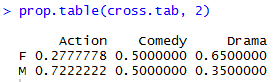 > prop.table(cross.tab, 2)
Action Comedy Drama
F 0.2777778 0.5000000 0.6500000
M 0.7222222 0.5000000 0.3500000